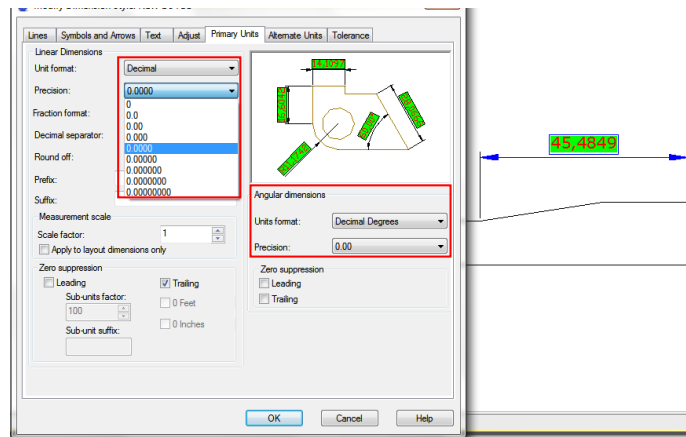 Lines Symbols and Arrows Text Adjust Primary Units Alternate Units Tolerance
Linear Dimensions
Unit format: Decimal
Precision: 0.0000
0
0.0
0.00
0.000
0.0000
0.00000
0.000000
0.0000000
0.00000000
Fraction format:
Decimal separator:
Round off:
Prefix:
Suffix:
Measurement scale
Scale factor: 1
Apply to layout dimensions only
Zero suppression
Leading
Trailing
Sub-units factor:
100
0 Feet
Sub-unit suffix:
0 Inches
14,1097
Angular dimensions
Units format: Decimal Degrees
Precision: 0.00
Zero suppression
Leading
Trailing
OK Cancel Help
45,4849